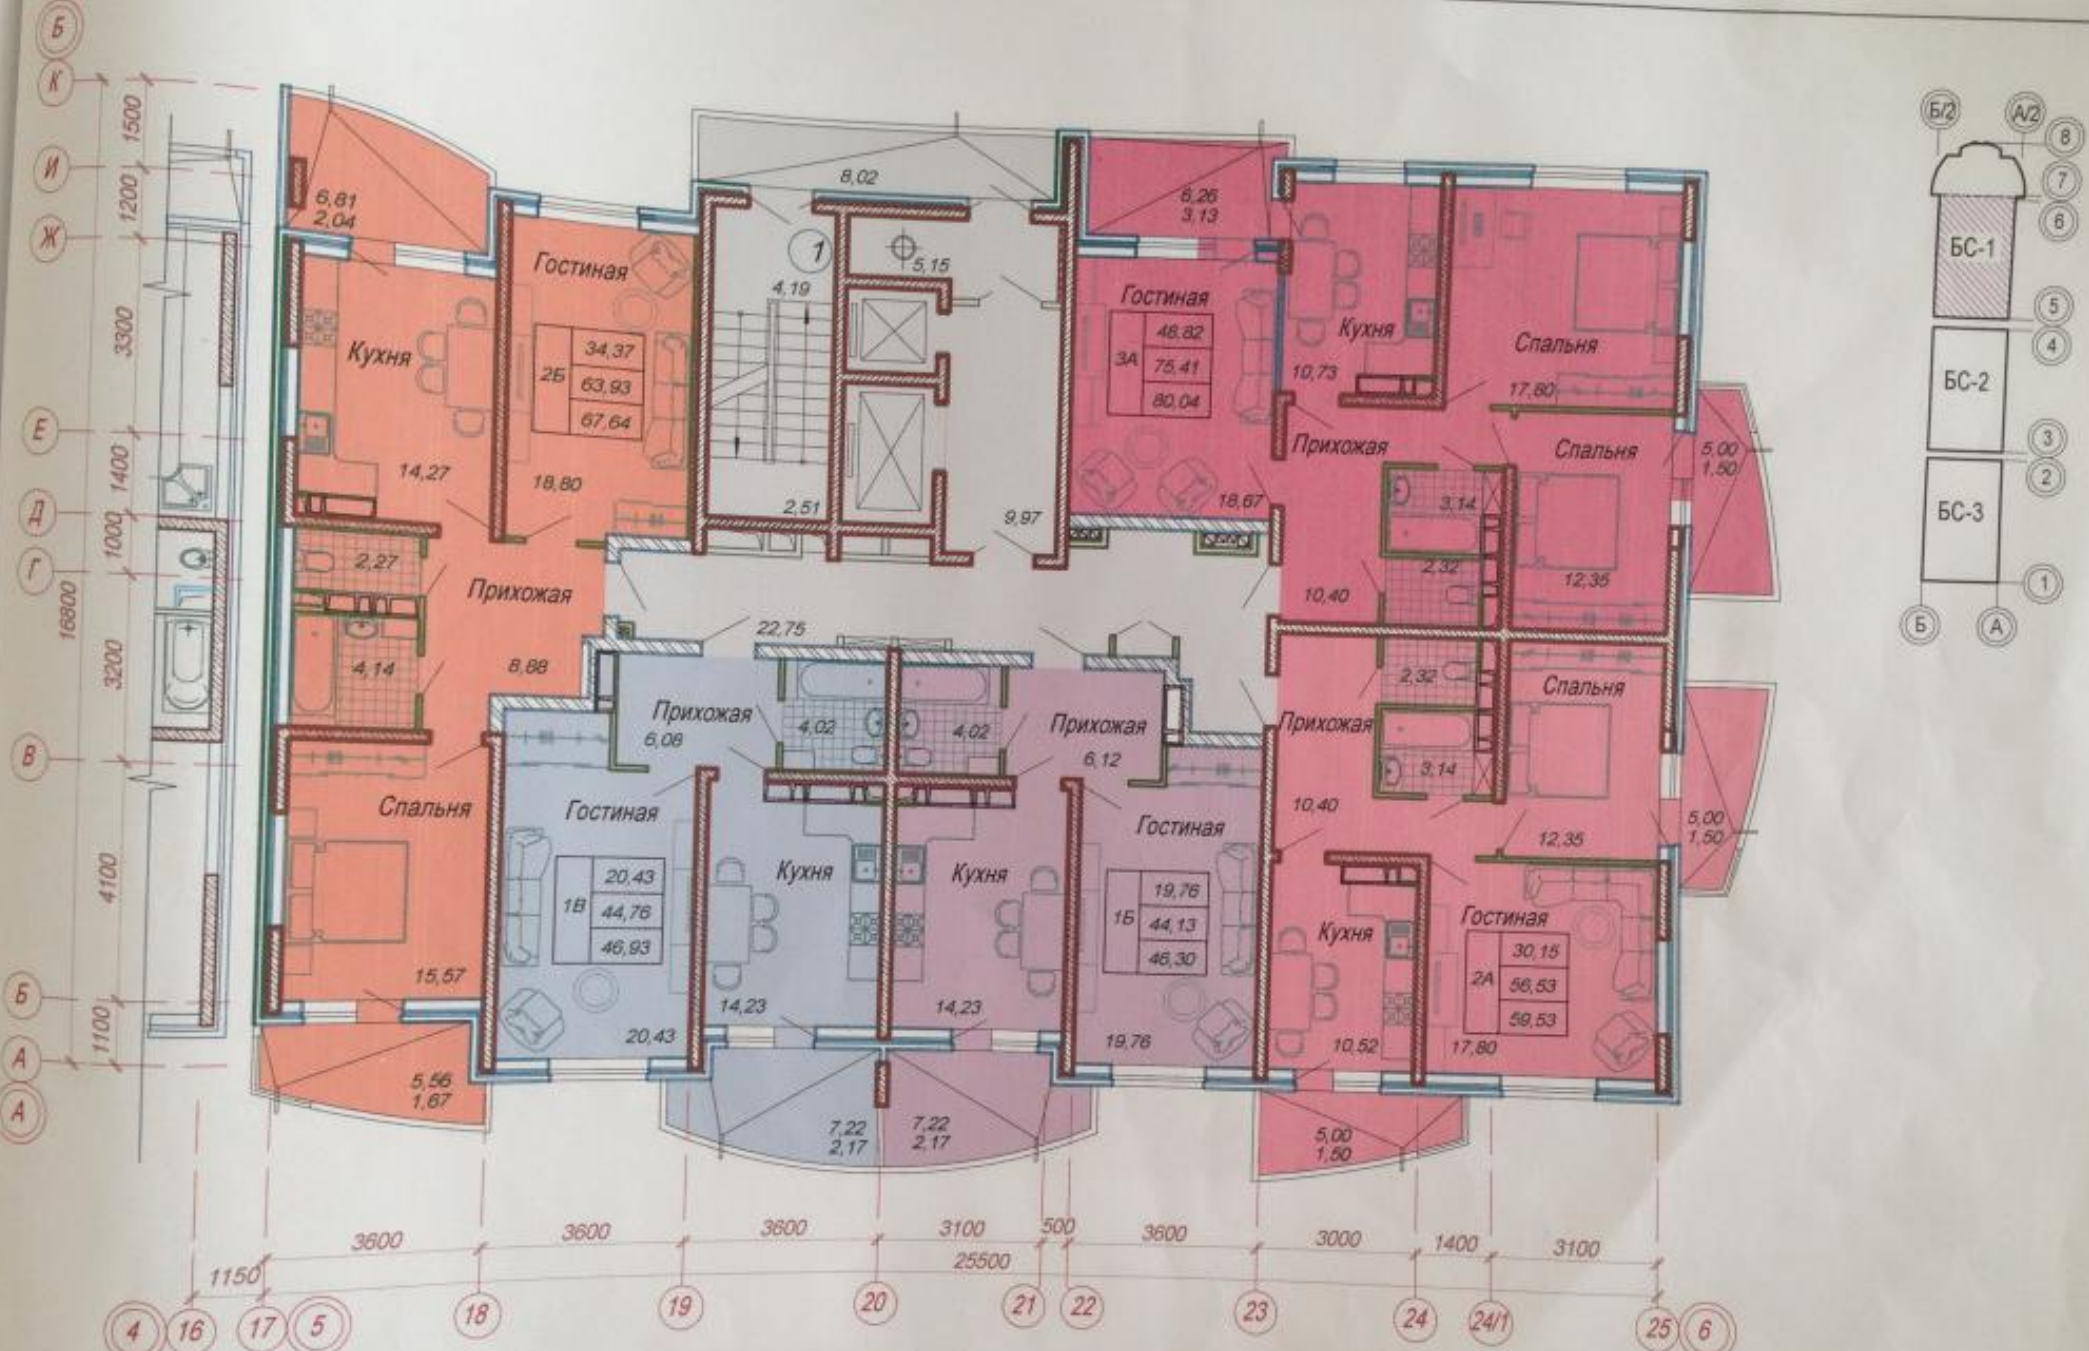 Б
К
И
Ж
Е
Д
Г
В
Б
А
А
1500
1200
3300
1400
1000
3200
4100
1100
16800
6,81
2,04
Гостиная
2Б
34,37
63,93
67,64
18,80
Кухня
14,27
2,27
Прихожая
8,88
4,14
Спальня
15,57
5,56
1,67
8,02
1
4,19
2,51
5,15
9,97
22,75
6,26
3,13
Гостиная
3А
48,82
75,41
80,04
18,67
Кухня
10,73
Спальня
17,80
Прихожая
10,40
3,14
2,32
Спальня
12,35
5,00
1,50
Прихожая
6,08
4,02
Гостиная
1В
20,43
44,76
46,93
20,43
Кухня
14,23
7,22
2,17
4,02
Прихожая
6,12
Кухня
14,23
Гостиная
1Б
19,76
44,13
46,30
19,76
7,22
2,17
Прихожая
10,40
2,32
3,14
Спальня
12,35
5,00
1,50
Кухня
10,52
Гостиная
2А
30,15
56,53
59,53
17,80
5,00
1,50
3600
3600
3600
3100
500
3600
3000
1400
3100
1150
25500
4
16
17
5
18
19
20
21
22
23
24
24/1
25
6
Б/2
А/2
8
7
6
БС-1
5
4
БС-2
3
2
БС-3
1
Б
А